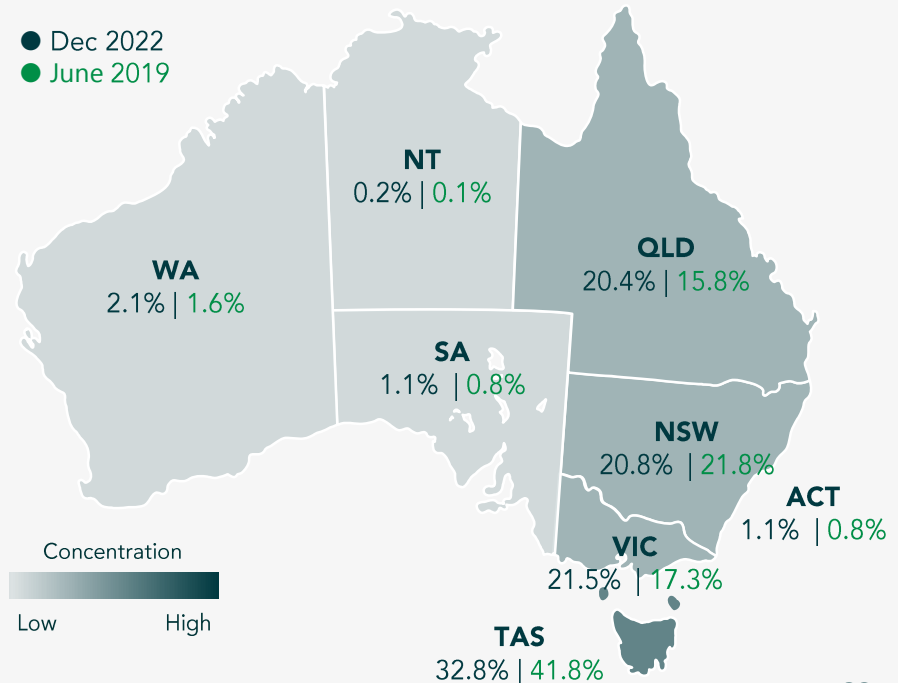 Dec 2022
June 2019
NT
0.2% | 0.1%
QLD
20.4% | 15.8%
WA
2.1% | 1.6%
SA
1.1% | 0.8%
NSW
20.8% | 21.8%
ACT
1.1% | 0.8%
VIC
21.5% | 17.3%
Concentration
Low High
TAS
32.8% | 41.8%